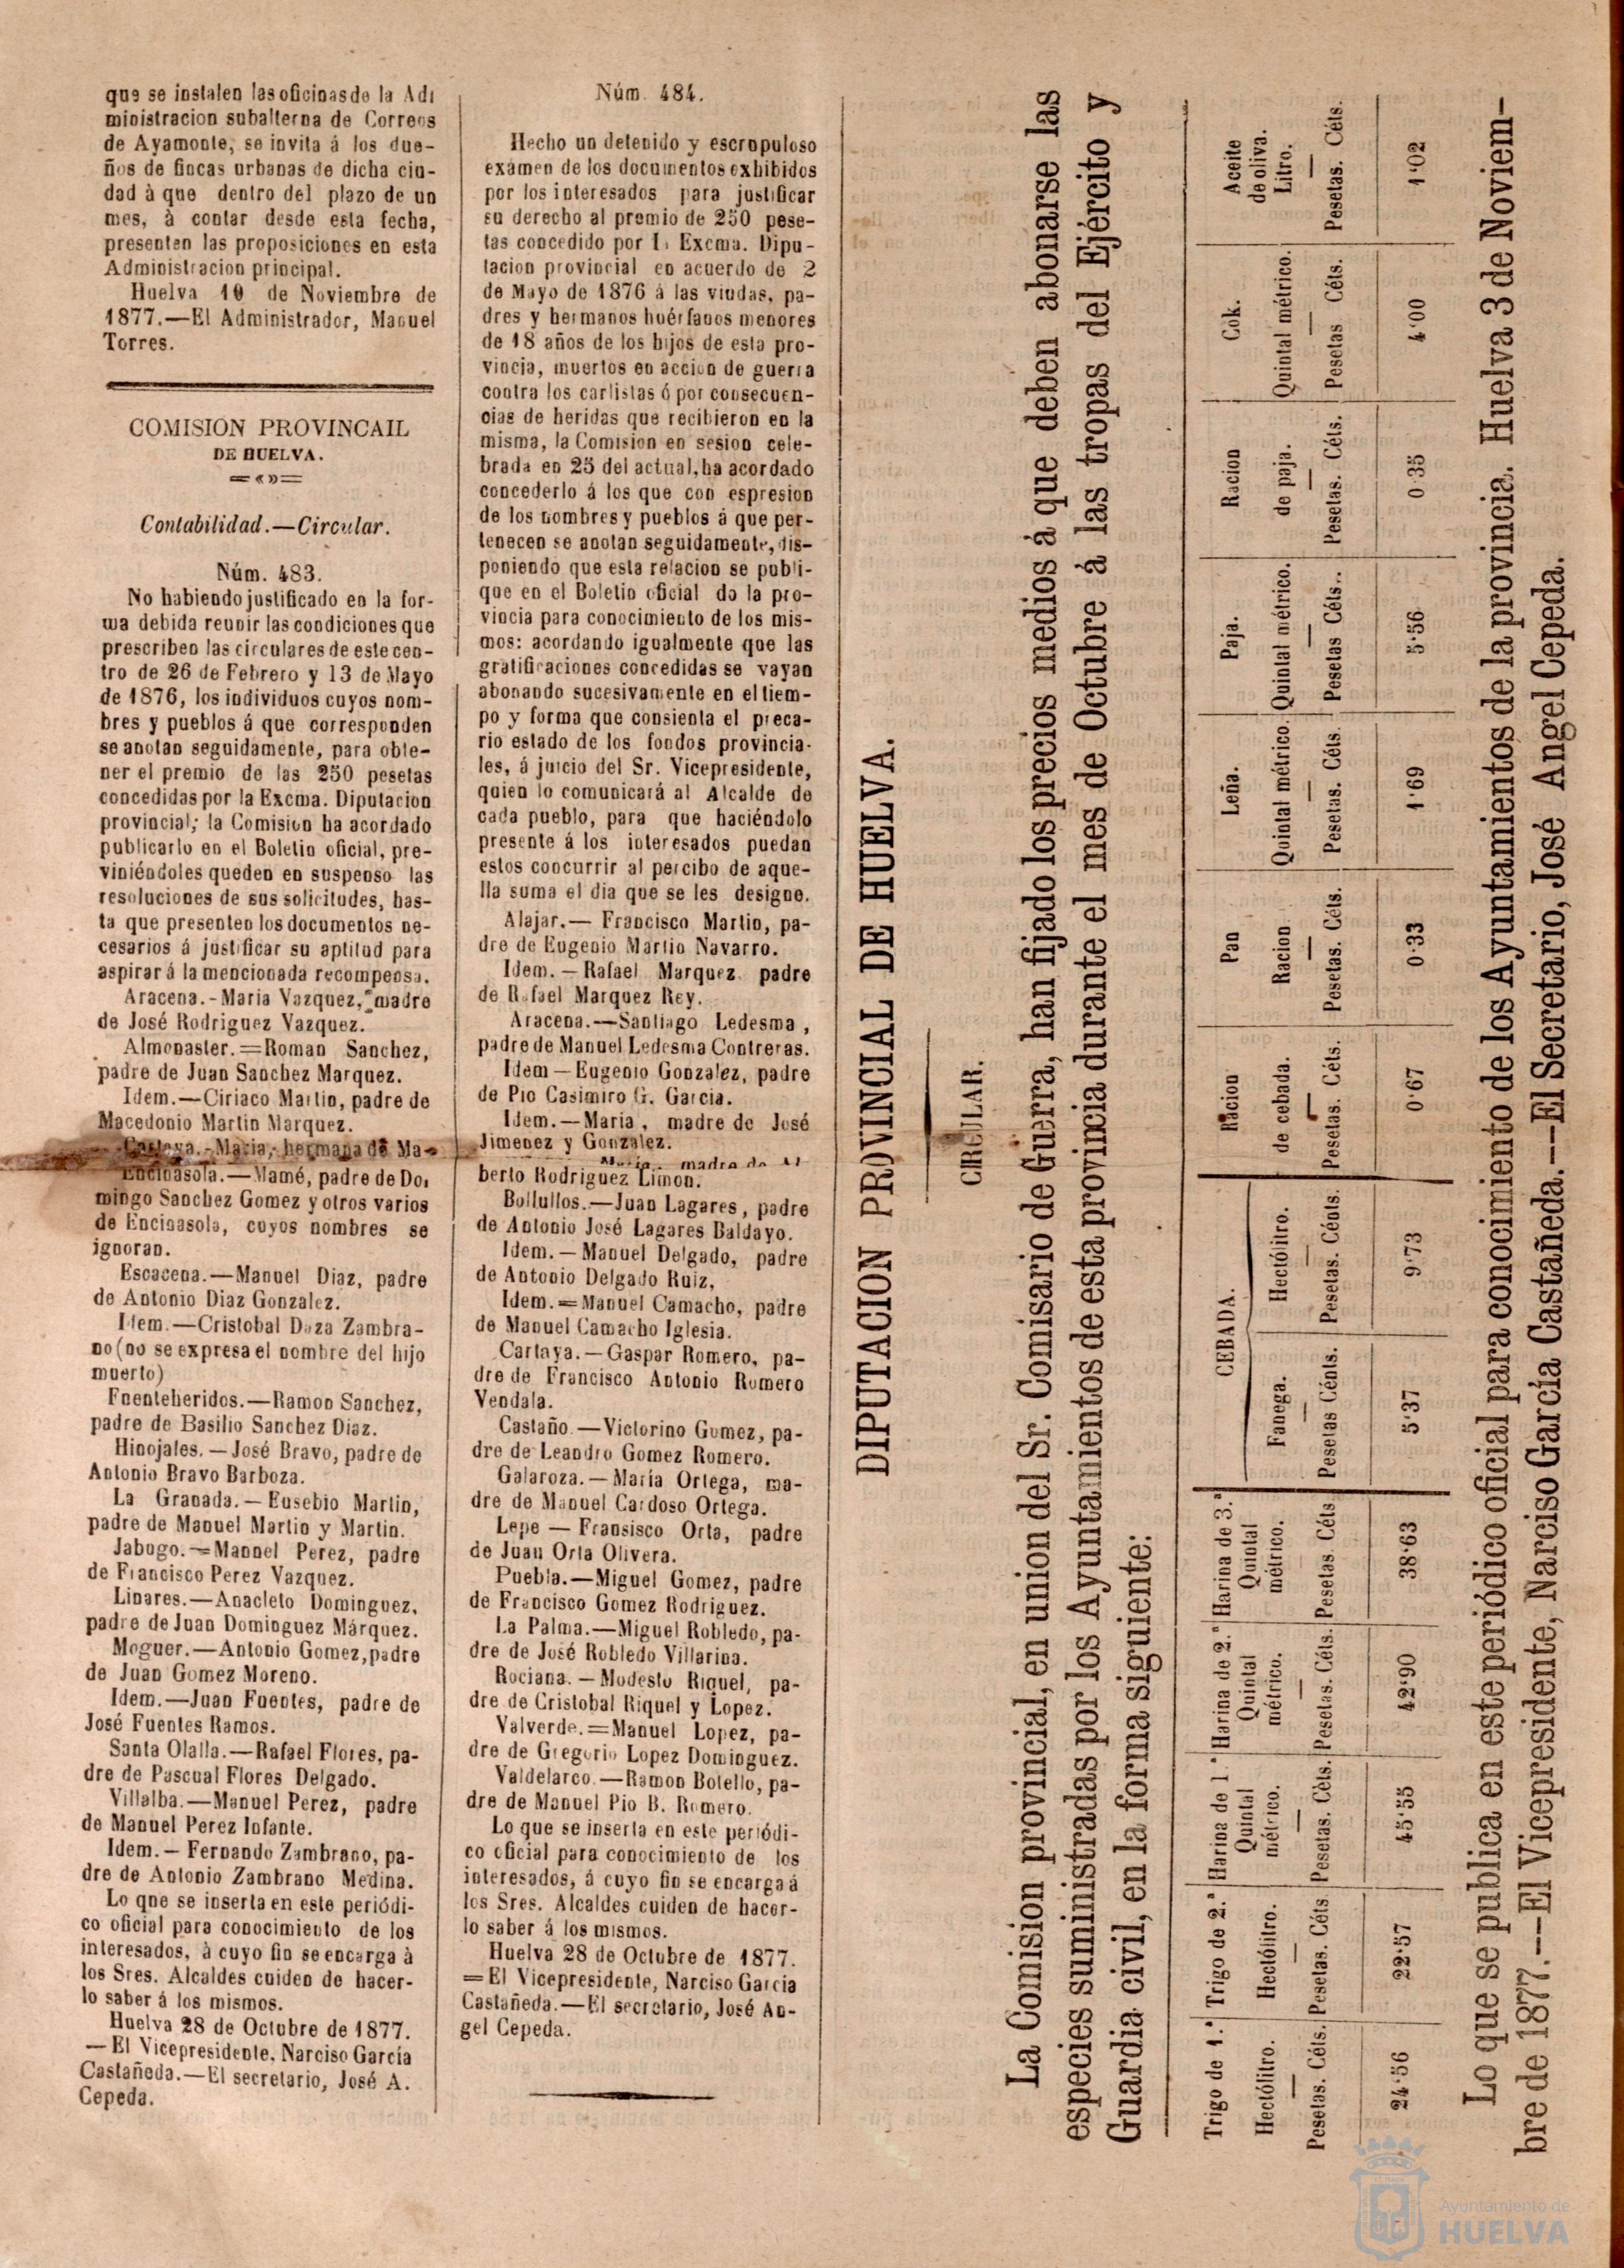 que se instalen las oficinas de la Ad
ministracion subalterna de Correos
de Ayamonte, se invita á los due-
ños de fincas urbanas de dicha ciu-
dad à que dentro del plazo de un
mes, à contar desde esta fecha,
presenten las proposiciones en esta
Administracion principal.
Huelva 10 de Noviembre de
1877.—El Administrador, Manuel
Torres.
COMISION PROVINCAIL
DE HUELVA.
Contabilidad.—Circular.
Núm. 483.
No habiendo justificado en la for-
ma debida reunir las condiciones que
prescriben las circulares de este cen-
tro de 26 de Febrero y 13 de Mayo
de 1876, los individuos cuyos nom-
bres y pueblos á que corresponden
se anotan seguidamente, para obte-
ner el premio de las 250 pesetas
concedidas por la Excma. Diputacion
provincial; la Comision ha acordado
publicarlo en el Boletin oficial, pre-
viniéndoles queden en suspenso las
resoluciones de sus solicitudes, has-
ta que presenten los documentos ne-
cesarios á justificar su aptitud para
aspirar á la mencionada recompensa.
Aracena.-Maria Vazquez, madre
de José Rodriguez Vazquez.
Almonaster.=Roman Sanchez,
padre de Juan Sanchez Marquez.
Idem.—Ciriaco Martin, padre de
Macedonio Martin Marquez.
Cartaya.-Maria, hermana de Ma-
Encinasola.—Mamé, padre de Do,
mingo Sanchez Gomez y otros varios
de Encinasola, cuyos nombres se
ignoran.
Escacena.—Manuel Diaz, padre
de Antonio Diaz Gonzalez.
Idem.—Cristobal Daza Zambra-
no (no se expresa el nombre del hijo
muerto)
Fnenteheridos.—Ramon Sanchez,
padre de Basilio Sanchez Diaz.
Hinojales.—José Bravo, padre de
Antonio Bravo Barboza.
La Granada.—Eusebio Martin,
padre de Manuel Martin y Martin.
Jabugo.—=Mannel Perez, padre
de Francisco Perez Vazquez.
Linares.—Anacleto Dominguez,
padre de Juan Dominguez Márquez.
Moguer.—Antonio Gomez, padre
de Juan Gomez Moreno.
Idem.—Juan Fuentes, padre de
José Fuentes Ramos.
Santa Olalla.—Rafael Flores, pa-
dre de Pascual Flores Delgado.
Villalba.—Manuel Perez, padre
de Manuel Perez Infante.
Idem.—Fernando Zambrano, pa-
dre de Antonio Zambrano Medina.
Lo qne se inserta en este periódi-
co oficial para conocimiento de los
interesados, à cuyo fin se encarga à
los Sres. Alcaldes cuiden de hacer-
lo saber á los mismos.
Huelva 28 de Octubre de 1877.
—El Vicepresidente, Narciso García
Castañeda.—El secretario, José A.
Cepeda.
Núm. 484.
Hecho un detenido y escropuloso
examen de los documentos exhibidos
por los interesados para justificar
su derecho al premio de 250 pese-
tas concedido por l Excma. Dipu-
tacion provincial en acuerdo de 2
de Mayo de 1876 á las viudas, pa-
dres y hermanos huérfanos menores
de 18 años de los hijos de esta pro-
vincia, muertos en accion de guerra
contra los carlistas ó por consecuen-
cias de heridas que recibieron en la
misma, la Comision en sesion cele-
brada en 25 del actual, ha acordado
concederlo á los que con espresion
de los nombres y pueblos á que per-
tenecen se anotan seguidamente, dis-
poniendo que esta relacion se publi-
que en el Boletin oficial do la pro-
vincia para conocimiento de los mis-
mos: acordando igualmente que las
gratificaciones concedidas se vayan
abonando sucesivamente en el tiem-
po y forma que consienta el preca-
rio estado de los fondos provincia-
les, á juicio del Sr. Vicepresidente,
quien lo comunicará al Alcalde de
cada pueblo, para que haciéndolo
presente á los interesados puedan
estos concurrir al percibo de aque-
lla suma el dia que se les designe.
Alajar.—Francisco Martin, pa-
dre de Eugenio Martin Navarro.
Idem.—Rafael Marquez padre
de Rafael Marquez Rey.
Aracena.—Santiago Ledesma,
padre de Manuel Ledesma Contreras.
Idem—Eugenio Gonzalez, padre
de Pio Casimiro G. Garcia.
Idem.—Maria, madre de José
Jimenez y Gonzalez.
Maria, madre de Al
berto Rodriguez Limon.
Bollullos.—Juan Lagares, padre
de Antonio José Lagares Baldayo.
Idem.—Manuel Delgado, padre
de Antonio Delgado Ruiz,
Idem.=Manuel Camacho, padre
de Manuel Camacho Iglesia.
Cartaya.—Gaspar Romero, pa-
dre de Francisco Antonio Romero
Vendala.
Castaño.—Victorino Gomez, pa-
dre de Leandro Gomez Romero.
Galaroza.—María Ortega, ma-
dre de Manuel Cardoso Ortega.
Lepe—Fransisco Orta, padre
de Juan Orta Olivera.
Puebla.—Miguel Gomez, padre
de Francisco Gomez Rodriguez.
La Palma.—Miguel Robledo, pa-
dre de José Robledo Villarina.
Rociana.—Modesto Riquel, pa-
dre de Cristobal Riquel y Lopez.
Valverde.=Manuel Lopez, pa-
dre de Gregorio Lopez Dominguez.
Valdelarco.—Ramon Botello, pa-
dre de Manuel Pio B. Romero.
Lo que se inserta en este periódi-
co oficial para conocimiento de los
interesados, á cuyo fin se encarga á
los Sres. Alcaldes cuiden de hacer-
lo saber á los mismos.
Huelva 28 de Octubre de 1877.
=El Vicepresidente, Narciso Garcia
Castañeda.—El secretario, José An-
gel Cepeda.
DIPUTACION PROVINCIAL DE HUELVA.
CIRCULAR.
La Comision provincial, en union del Sr. Comisario de Guerra, han fijado los precios medios á que deben abonarse las
especies suministradas por los Ayuntamientos de esta provincia durante el mes de Octubre á las tropas del Ejército y
Guardia civil, en la forma siguiente:
Trigo de 1.ª Hectólitro. Pesetas. Céts. 24·56
Trigo de 2.ª Hectólitro. Pesetas. Céts 22·57
Harina de 1.ª Quintal métrico. Pesetas. Cèts. 45·55
Harina de 2.ª Quintal métrico. Pesetas. Céts. 42·90
Harina de 3.ª Quintal métrico. Pesetas. Céts 38·63
CEBADA.
Fanega. Pesetas Cénts. 5·37
Hectólitro. Pesetas. Cénts. 9·73
Racion de cebada. Pesetas. Céts. 0·67
Pan Racion Pesetas. Céts. 0·33
Leña. Quintal métrico. Pesetas. Céts. 1·69
Paja. Quintal métrico. Pesetas Céts.. 5·56
Racion de paja. Pesetas. Céts. 0·35
Cok. Quintal métrico. Pesetas Céts. 4·00
Aceite de oliva. Litro. Pesetas. Céts. 1·02
Lo que se publica en este periódico oficial para conocimiento de los Ayuntamientos de la provincia. Huelva 3 de Noviem-
bre de 1877.—El Vicepresidente, Narciso García Castañeda.—El Secretario, José Angel Cepeda.
Ayuntamiento de
HUELVA